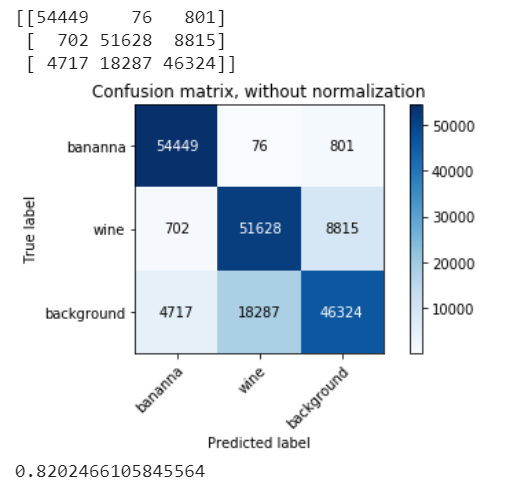 [[54449 76 801]
[ 702 51628 8815]
[ 4717 18287 46324]]
Confusion matrix, without normalization
bananna 54449 76 801
wine 702 51628 8815
background 4717 18287 46324
50000
40000
30000
20000
10000
True label
bananna wine background
Predicted label
0.8202466105845564